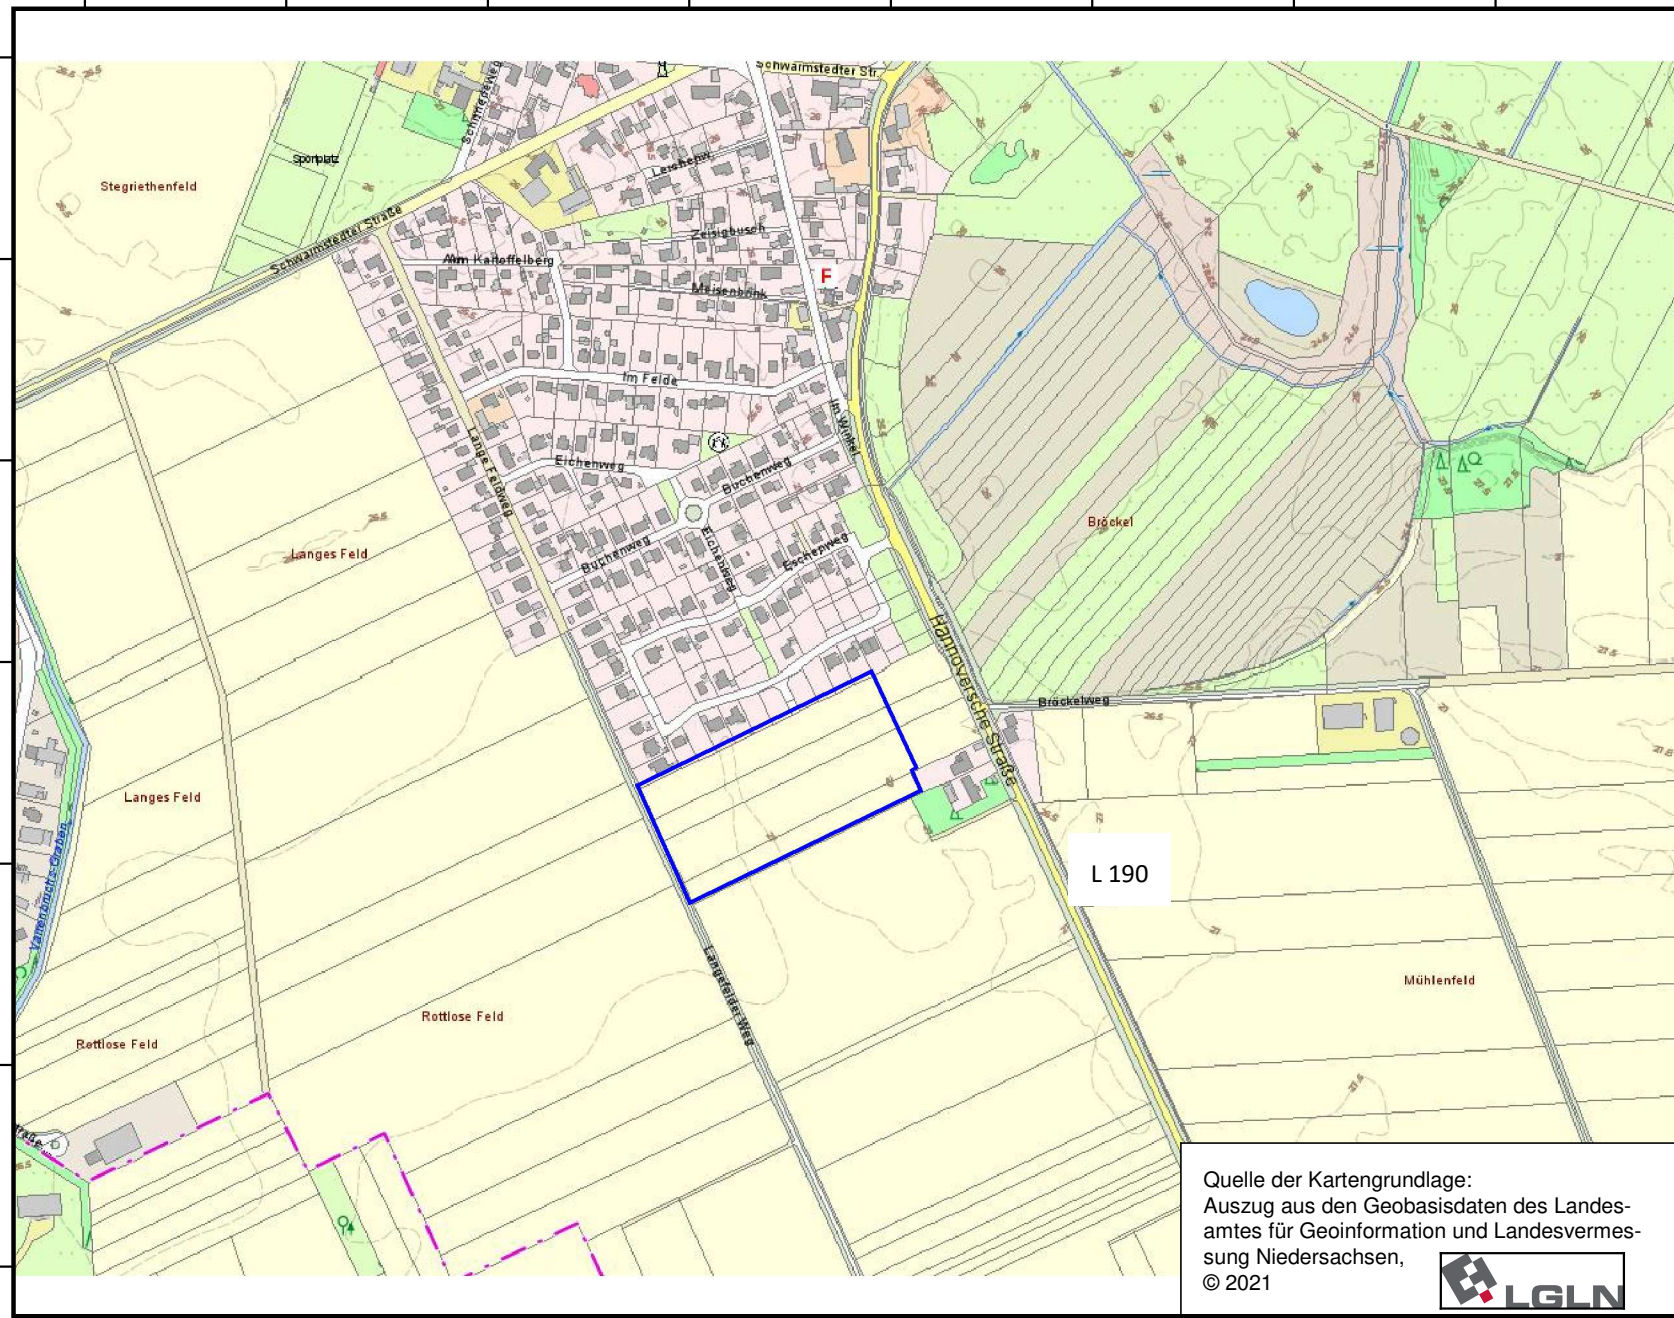 Schwarmstedter Str.
Schmiedeweg
Sportplatz
Stegriethenfeld
Schwarmstedter Straße
Lerchenw.
Zeisigbusch
Am Kartoffelberg
Meisenbrink
F
Im Felde
Im Winkel
Lange Feldweg
Eichenweg
Buchenweg
Buchenweg
Eichenweg
Eschenweg
Bröckel
Langes Feld
Hannoversche Straße
Bröckelweg
Langes Feld
L 190
Langefelder Weg
Mühlenfeld
Rottlose Feld
Rottlose Feld
Quelle der Kartengrundlage:
Auszug aus den Geobasisdaten des Landes-
amtes für Geoinformation und Landesvermes-
sung Niedersachsen,
© 2021
LGLN